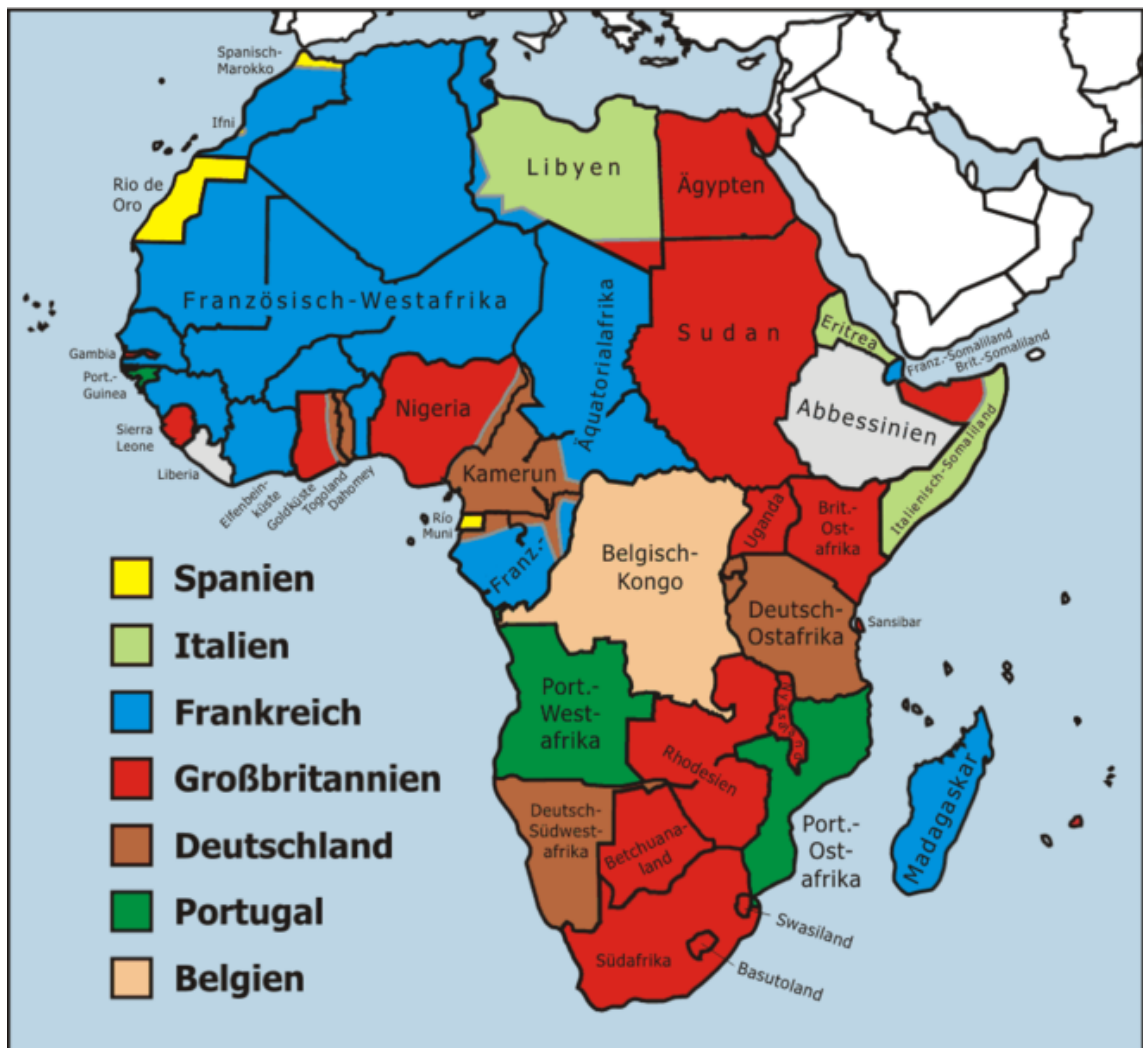 Spanisch-
Marokko
Ifni
Rio de
Oro
Libyen
Ägypten
Französisch-Westafrika
Äquatorialafrika
Sudan
Eritrea
Franz.-Somaliland
Brit.-Somaliland
Gambia
Port.-
Guinea
Sierra
Leone
Liberia
Elfenbein-
küste
Goldküste
Togoland
Dahomey
Nigeria
Kamerun
Abbessinien
Italienisch-Somaliland
Río
Muni
Franz.-
Uganda
Brit.-
Ost-
afrika
Belgisch-
Kongo
Deutsch-
Ostafrika
Sansibar
Port.-
West-
afrika
Rhodesien
Deutsch-
Südwest-
afrika
Betchuana-
land
Port.-
Ost-
afrika
Madagaskar
Südafrika
Swasiland
Basutoland
Spanien
Italien
Frankreich
Großbritannien
Deutschland
Portugal
Belgien